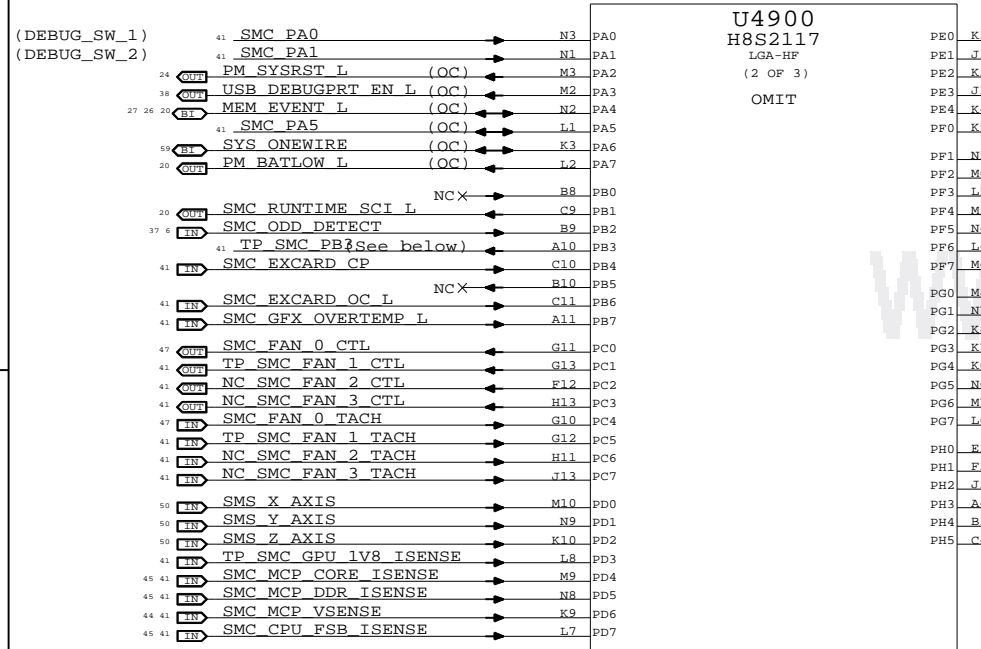 U4900
H8S2117
LGA-HF
(2 OF 3)
OMIT
(DEBUG_SW_1) 41 SMC_PA0 N3 PA0
(DEBUG_SW_2) 41 SMC_PA1 N1 PA1
24 OUT PM_SYSRST_L (OC) M3 PA2
38 OUT USB_DEBUGPRT_EN_L (OC) M2 PA3
27 26 20 BI MEM_EVENT_L (OC) N2 PA4
41 SMC_PA5 (OC) L1 PA5
59 BI SYS_ONEWIRE (OC) K3 PA6
20 OUT PM_BATLOW_L (OC) L2 PA7
NC B8 PB0
20 OUT SMC_RUNTIME_SCI_L C9 PB1
37 6 IN SMC_ODD_DETECT B9 PB2
41 TP_SMC_PB3 (See below) A10 PB3
41 IN SMC_EXCARD_CP C10 PB4
NC B10 PB5
41 IN SMC_EXCARD_OC_L C11 PB6
41 IN SMC_GFX_OVERTEMP_L A11 PB7
47 OUT SMC_FAN_0_CTL G11 PC0
41 OUT TP_SMC_FAN_1_CTL G13 PC1
41 OUT NC_SMC_FAN_2_CTL F12 PC2
41 OUT NC_SMC_FAN_3_CTL H13 PC3
47 IN SMC_FAN_0_TACH G10 PC4
41 IN TP_SMC_FAN_1_TACH G12 PC5
41 IN NC_SMC_FAN_2_TACH H11 PC6
41 IN NC_SMC_FAN_3_TACH J13 PC7
50 IN SMS_X_AXIS M10 PD0
50 IN SMS_Y_AXIS N9 PD1
50 IN SMS_Z_AXIS K10 PD2
41 IN TP_SMC_GPU_1V8_ISENSE L8 PD3
45 41 IN SMC_MCP_CORE_ISENSE M9 PD4
45 41 IN SMC_MCP_DDR_ISENSE N8 PD5
44 41 IN SMC_MCP_VSENSE K9 PD6
45 41 IN SMC_CPU_FSB_ISENSE L7 PD7
PE0
PE1
PE2
PE3
PE4
PF0
PF1
PF2
PF3
PF4
PF5
PF6
PF7
PG0
PG1
PG2
PG3
PG4
PG5
PG6
PG7
PH0
PH1
PH2
PH3
PH4
PH5